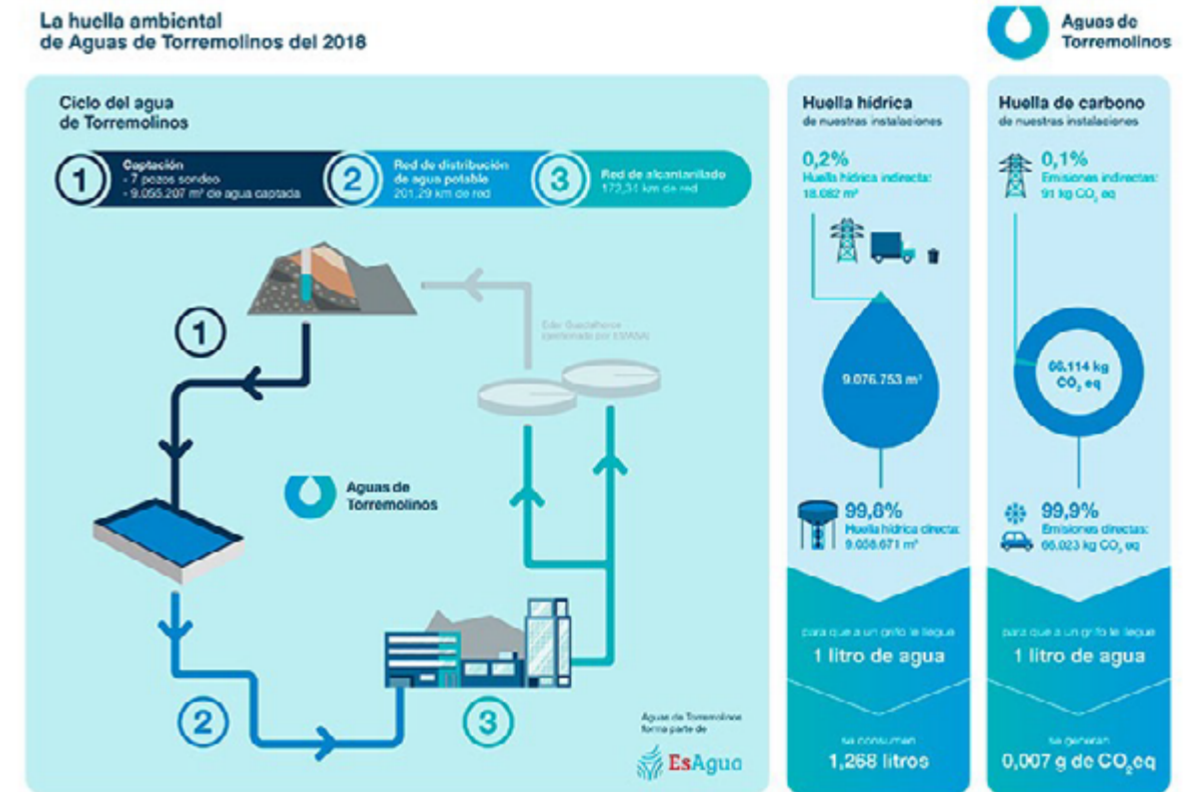 La huella ambiental
de Aguas de Torremolinos del 2018
Aguas de
Torremolinos
Ciclo del agua
de Torremolinos
1
Captación
- 7 pozos sondeo
- 9.055.207 m³ de agua captada
2
Red de distribución
de agua potable
201,29 km de red
3
Red de alcantarillado
172,31 km de red
1
Aguas de
Torremolinos
2
3
Aguas de Torremolinos
forma parte de
EsAgua
Huella hídrica
de nuestras instalaciones
0,2%
Huella hídrica indirecta:
18.082 m³
9.076.753 m³
99,8%
Huella hídrica directa:
9.058.671 m³
para que a un grifo le llegue
1 litro de agua
se consumen
1,268 litros
Huella de carbono
de nuestras instalaciones
0,1%
Emisiones indirectas:
91 kg CO₂ eq
66.114 kg
CO₂ eq
99,9%
Emisiones directas:
66.023 kg CO₂ eq
para que a un grifo le llegue
1 litro de agua
se generan
0,007 g de CO₂eq